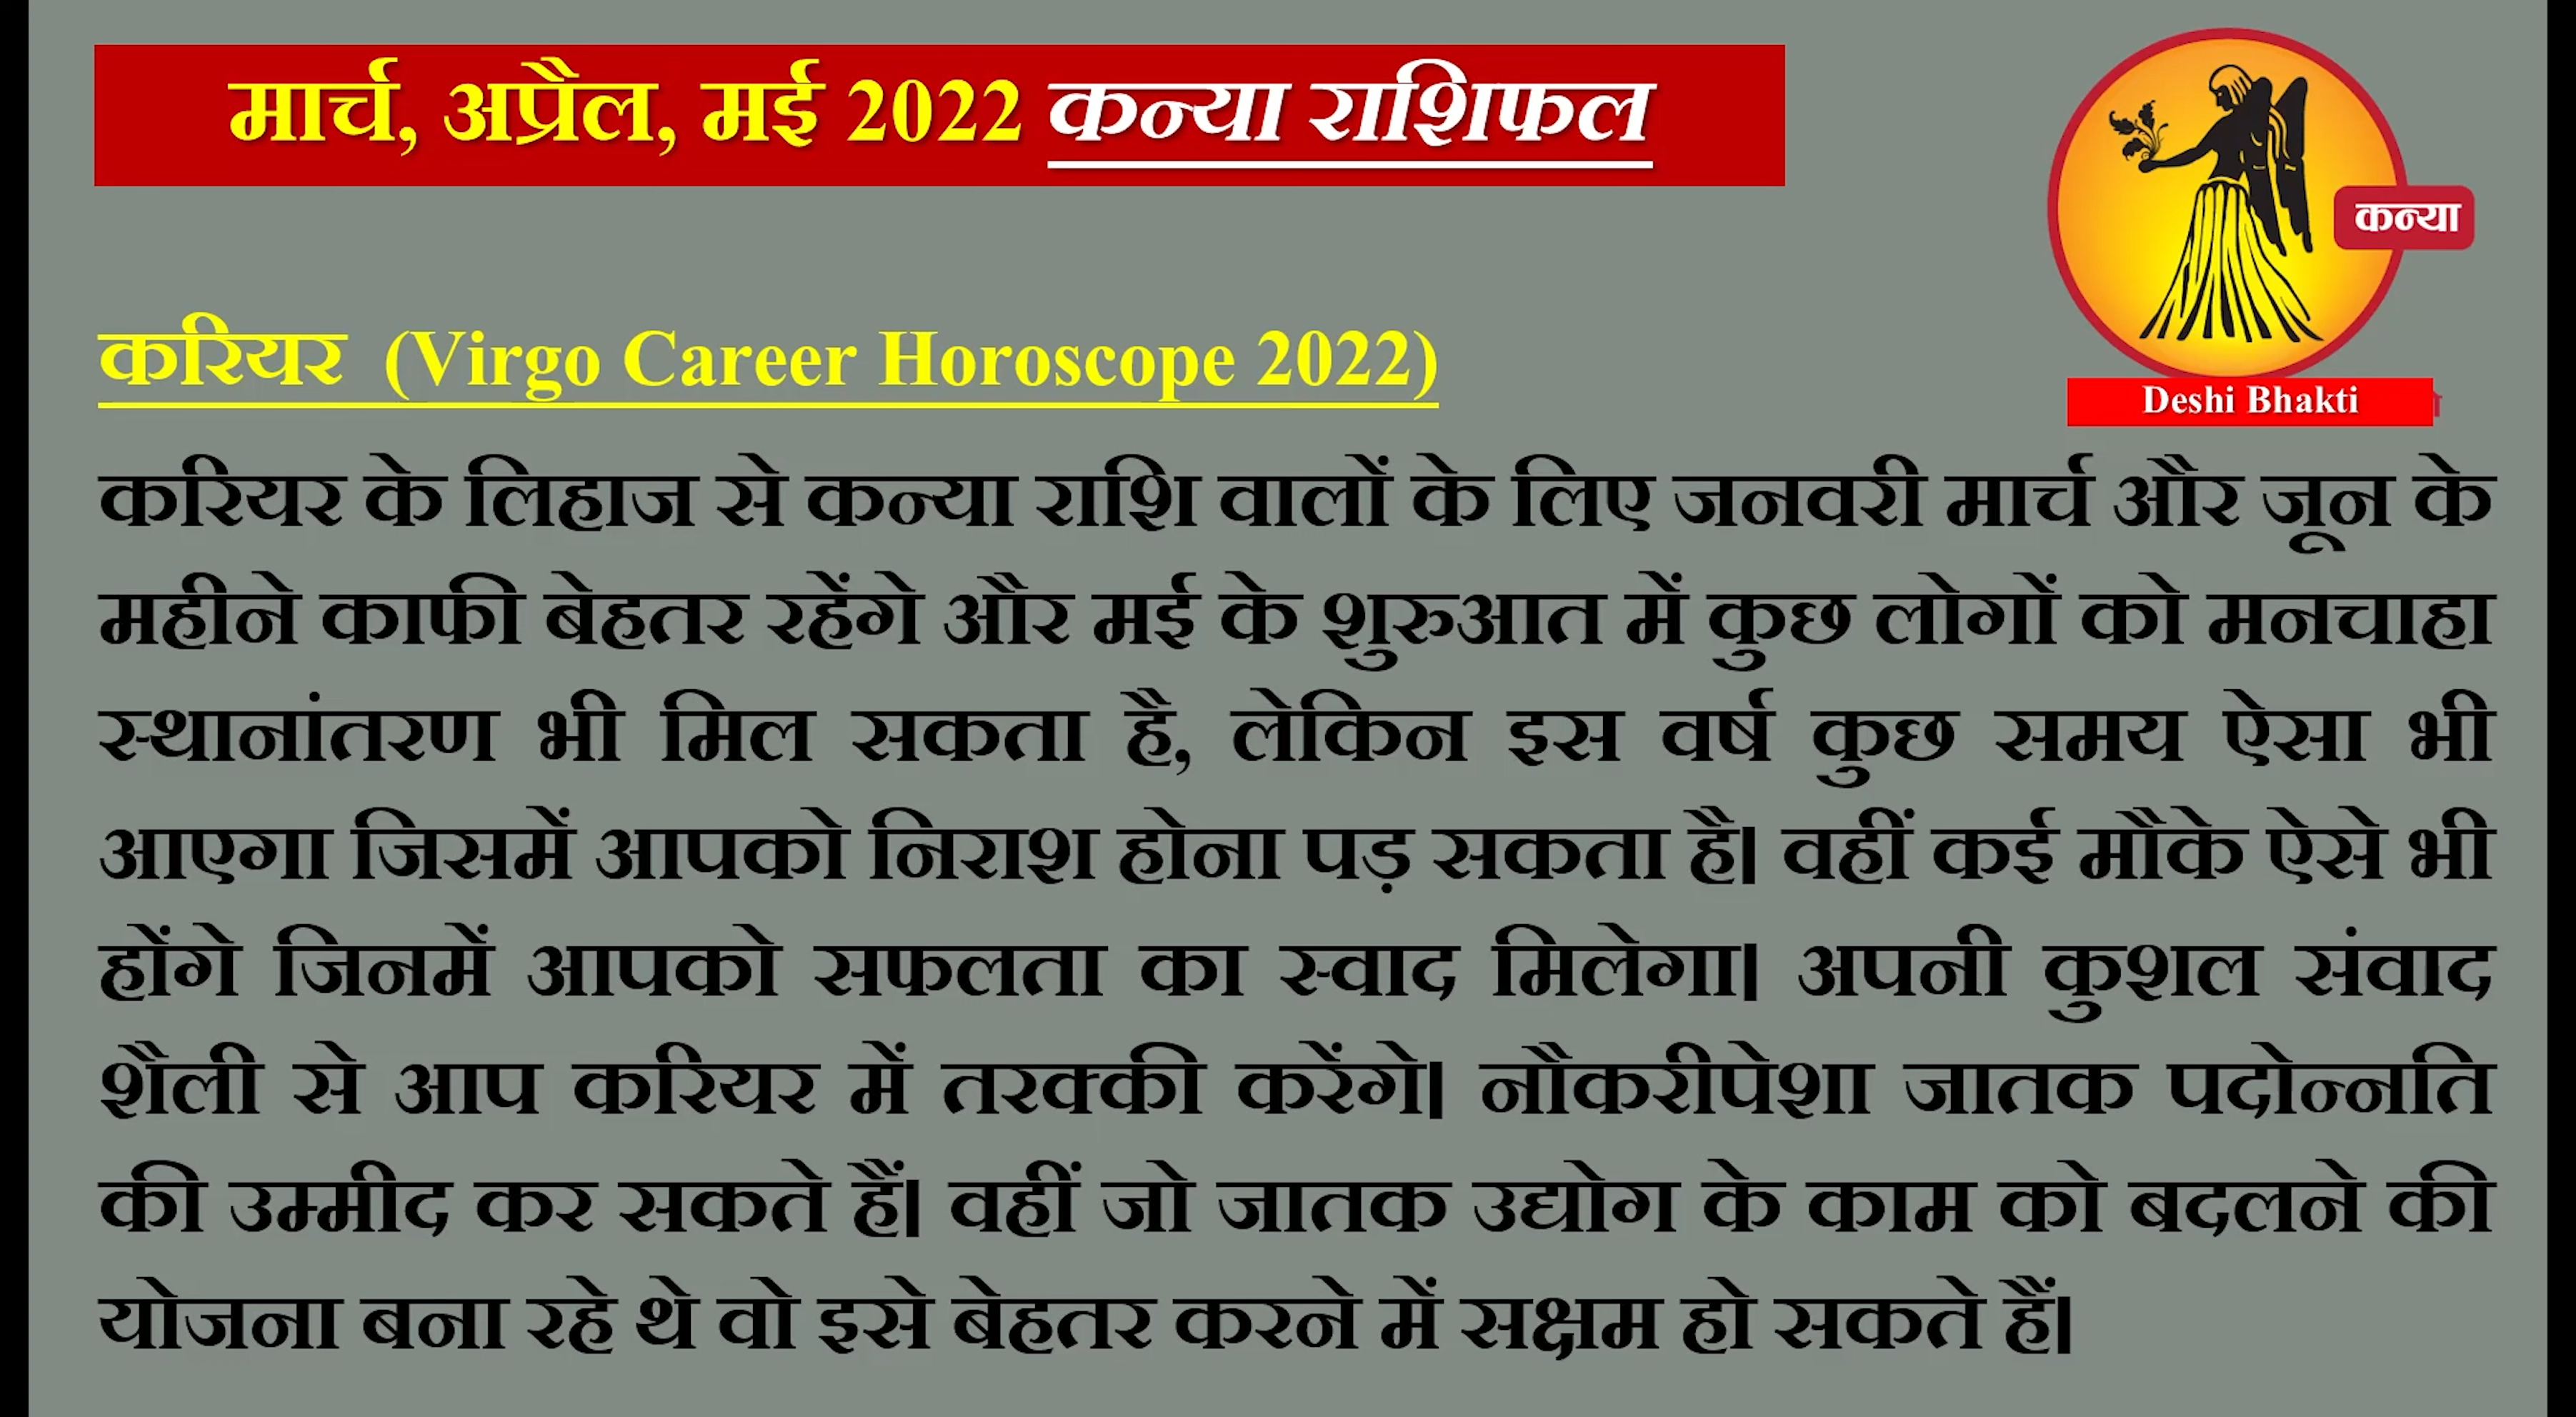 मार्च, अप्रैल, मई 2022 कन्या राशिफल
कन्या
करियर (Virgo Career Horoscope 2022)
Deshi Bhakti
करियर के लिहाज से कन्या राशि वालों के लिए जनवरी मार्च और जून के
महीने काफी बेहतर रहेंगे और मई के शुरुआत में कुछ लोगों को मनचाहा
स्थानांतरण भी मिल सकता है, लेकिन इस वर्ष कुछ समय ऐसा भी
आएगा जिसमें आपको निराश होना पड़ सकता है। वहीं कई मौके ऐसे भी
होंगे जिनमें आपको सफलता का स्वाद मिलेगा। अपनी कुशल संवाद
शैली से आप करियर में तरक्की करेंगे। नौकरीपेशा जातक पदोन्नति
की उम्मीद कर सकते हैं। वहीं जो जातक उद्योग के काम को बदलने की
योजना बना रहे थे वो इसे बेहतर करने में सक्षम हो सकते हैं।